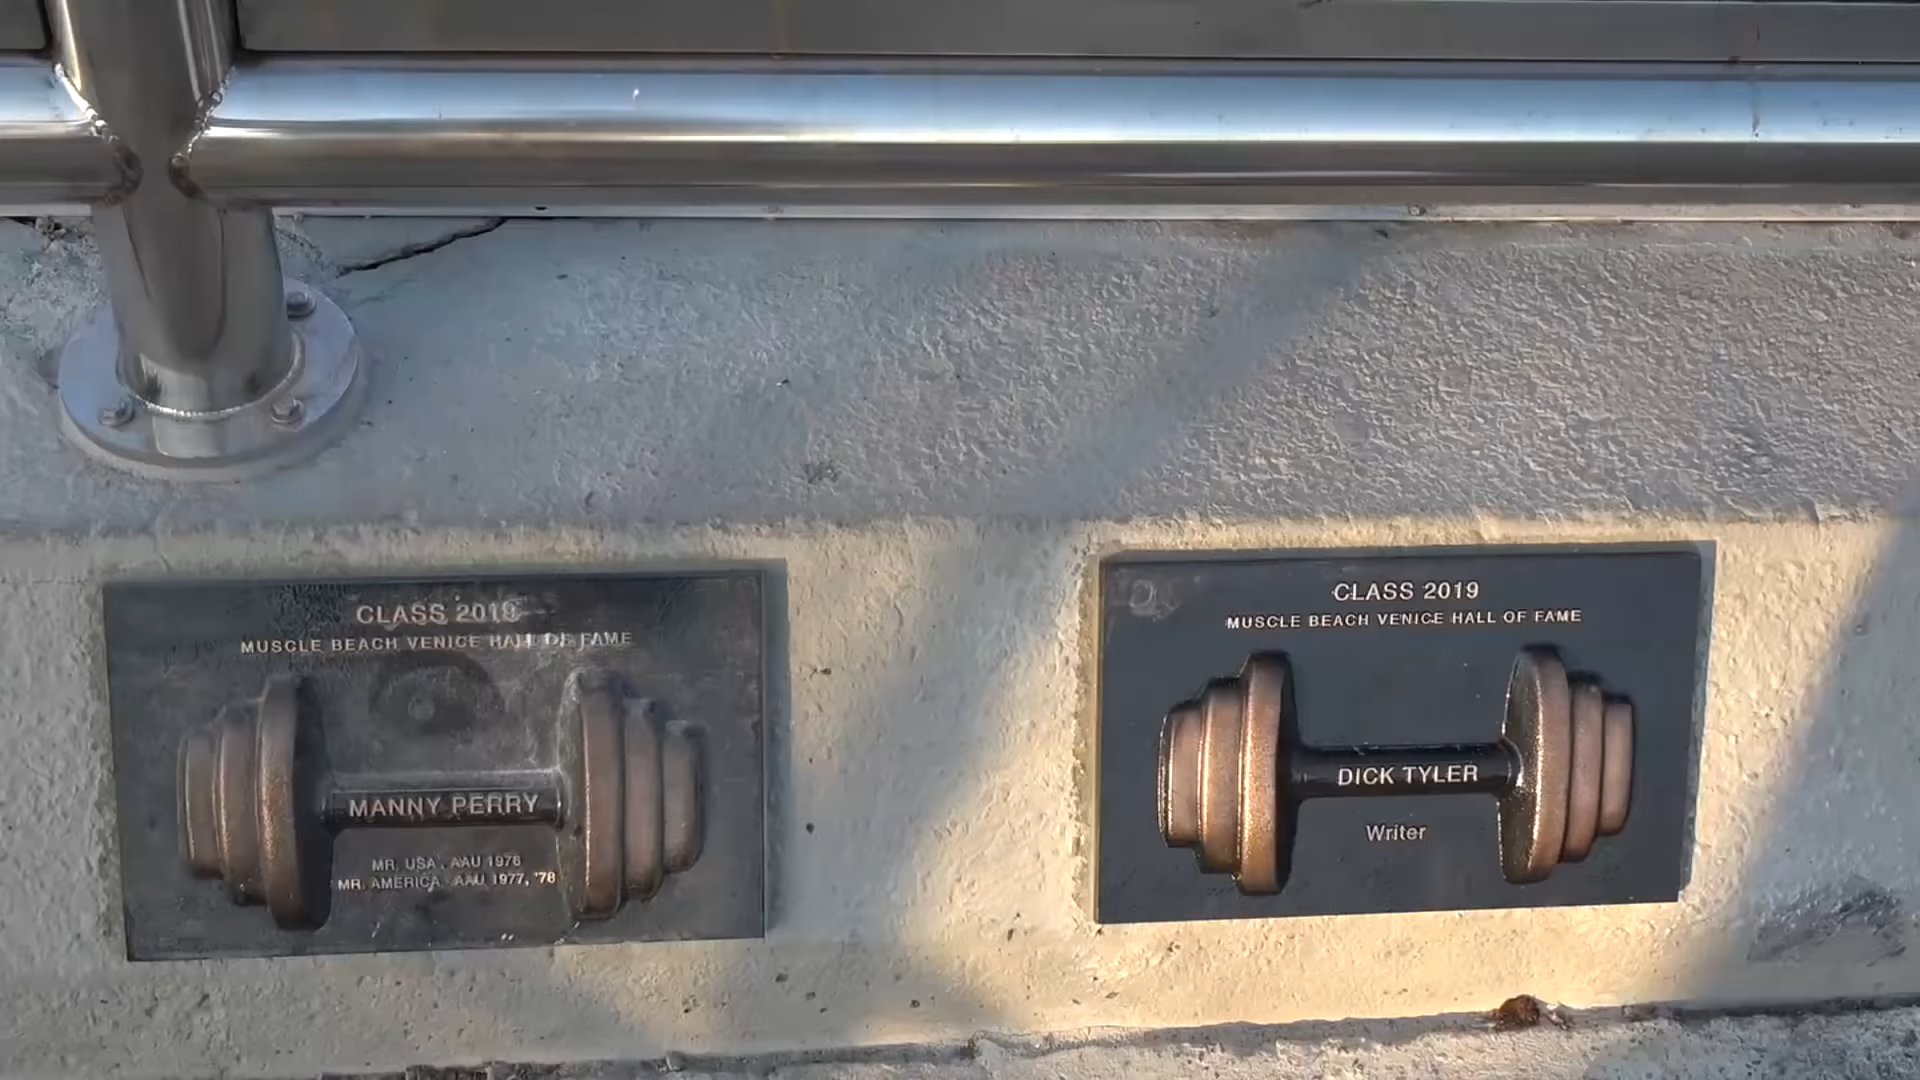 CLASS 2019
MUSCLE BEACH VENICE HALL OF FAME
MANNY PERRY
MR. USA . AAU 1976
MR. AMERICA AAU 1977, '78
CLASS 2019
MUSCLE BEACH VENICE HALL OF FAME
DICK TYLER
Writer